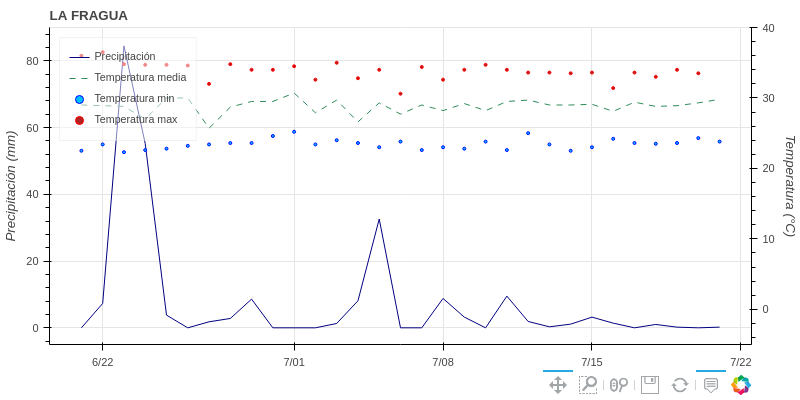 LA FRAGUA
Precipitación
Temperatura media
Temperatura min
Temperatura max
Precipitación (mm)
80
60
40
20
0
Temperatura (°C)
40
30
20
10
0
6/22
7/01
7/08
7/15
7/22